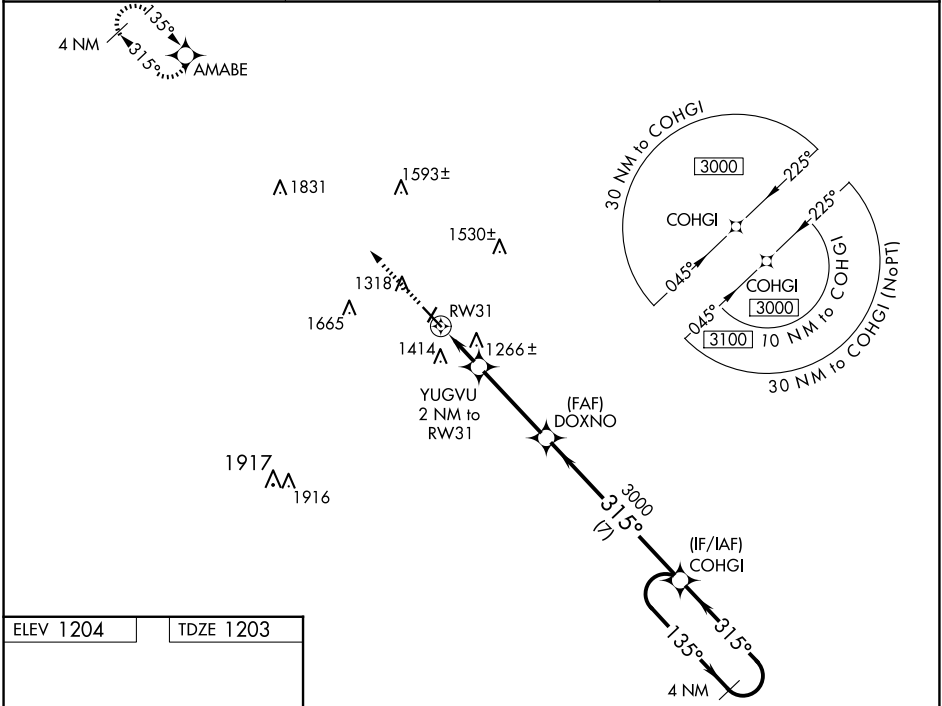 135°
4 NM
315°
AMABE
30 NM to COHGI
3000
225°
COHGI
045°
225°
COHGI
3000
045°
3100
10 NM to COHGI
30 NM to COHGI (NoPT)
1831
1593±
1530±
1318
1665
RW31
1414
1266±
YUGVU
2 NM to
RW31
(FAF)
DOXNO
1917
1916
3000
315°
(7)
(IF/IAF)
COHGI
135°
315°
4 NM
ELEV 1204
TDZE 1203